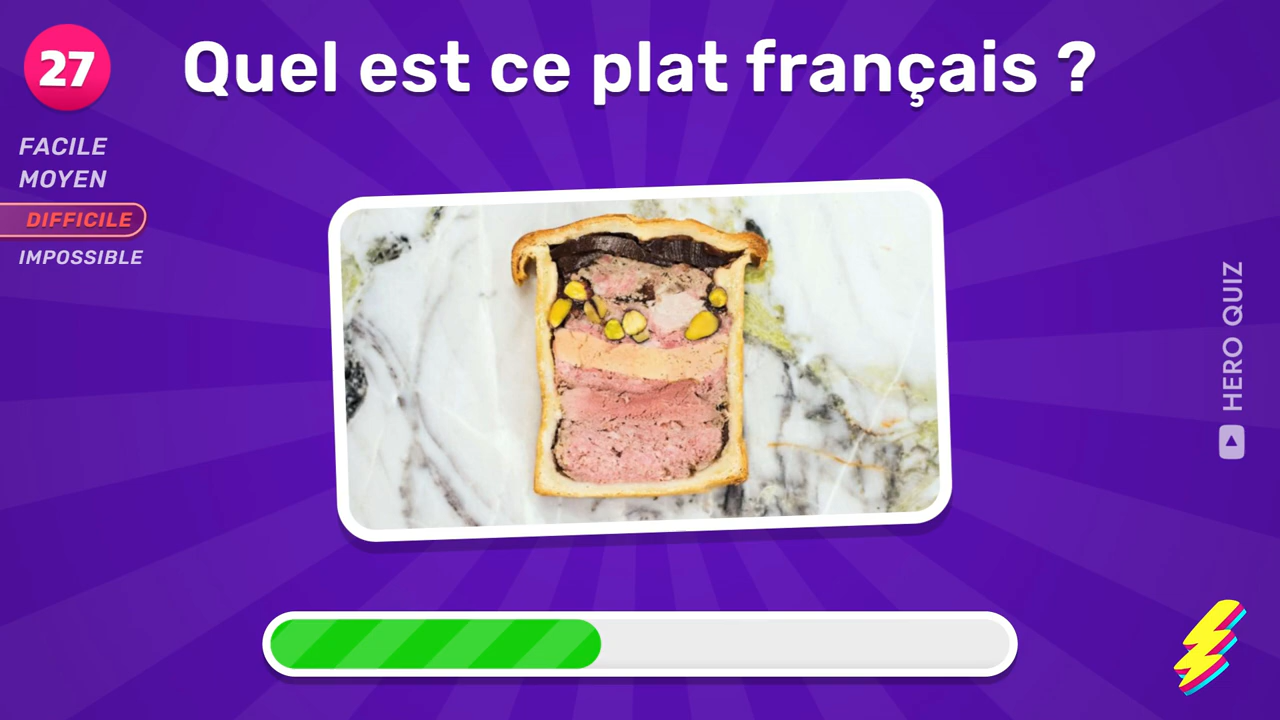 27
Quel est ce plat français ?
FACILE
MOYEN
DIFFICILE
IMPOSSIBLE
HERO QUIZ